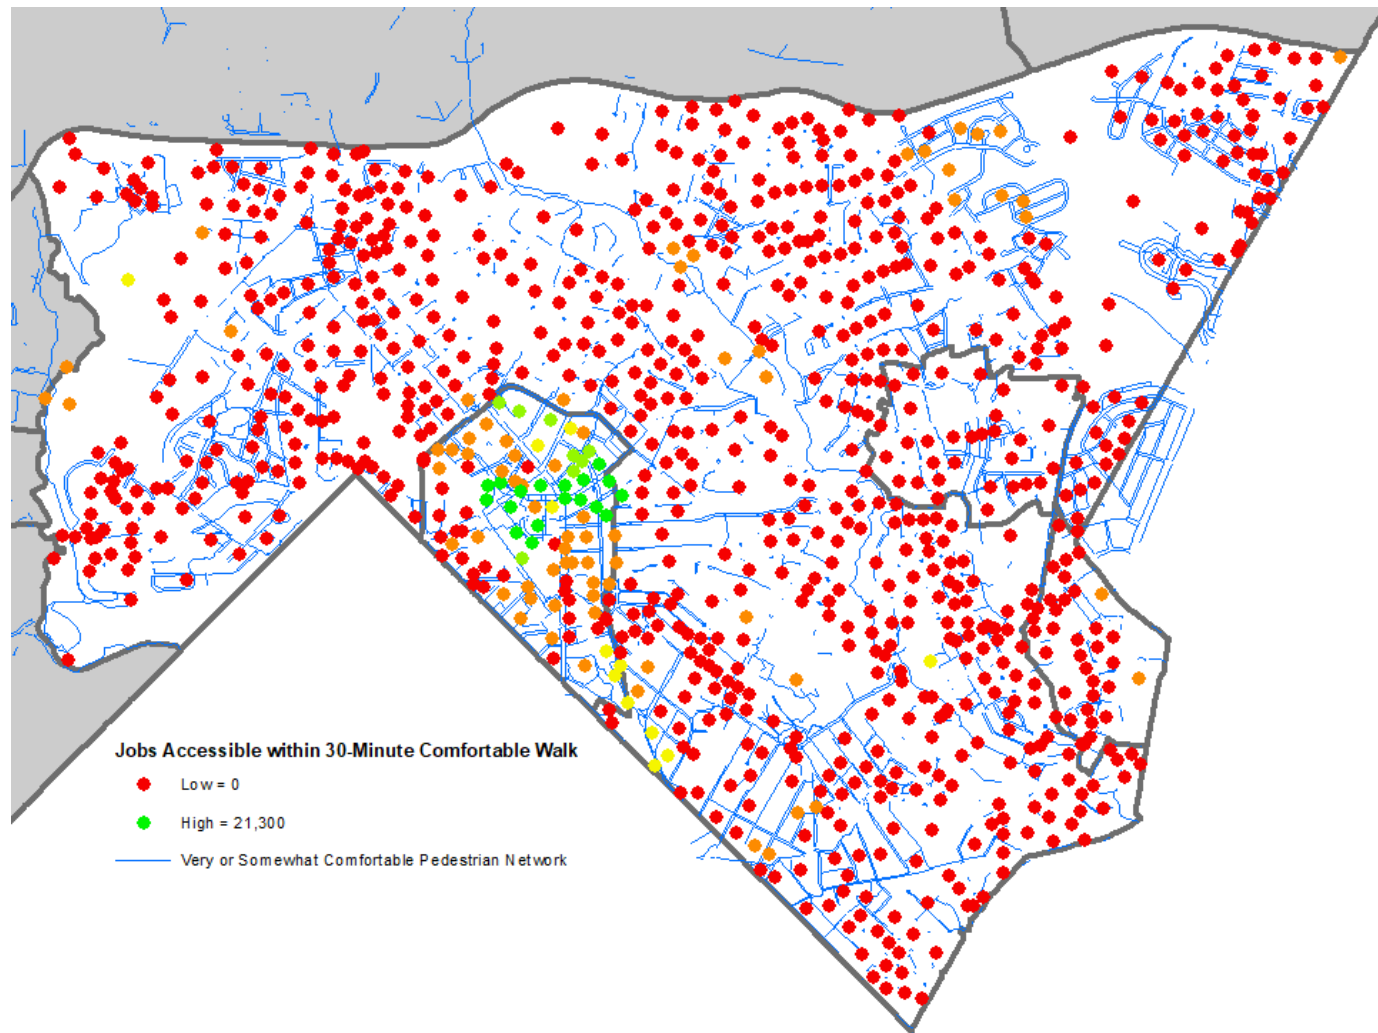 Jobs Accessible within 30-Minute Comfortable Walk
Low = 0
High = 21,300
Very or Somewhat Comfortable Pedestrian Network